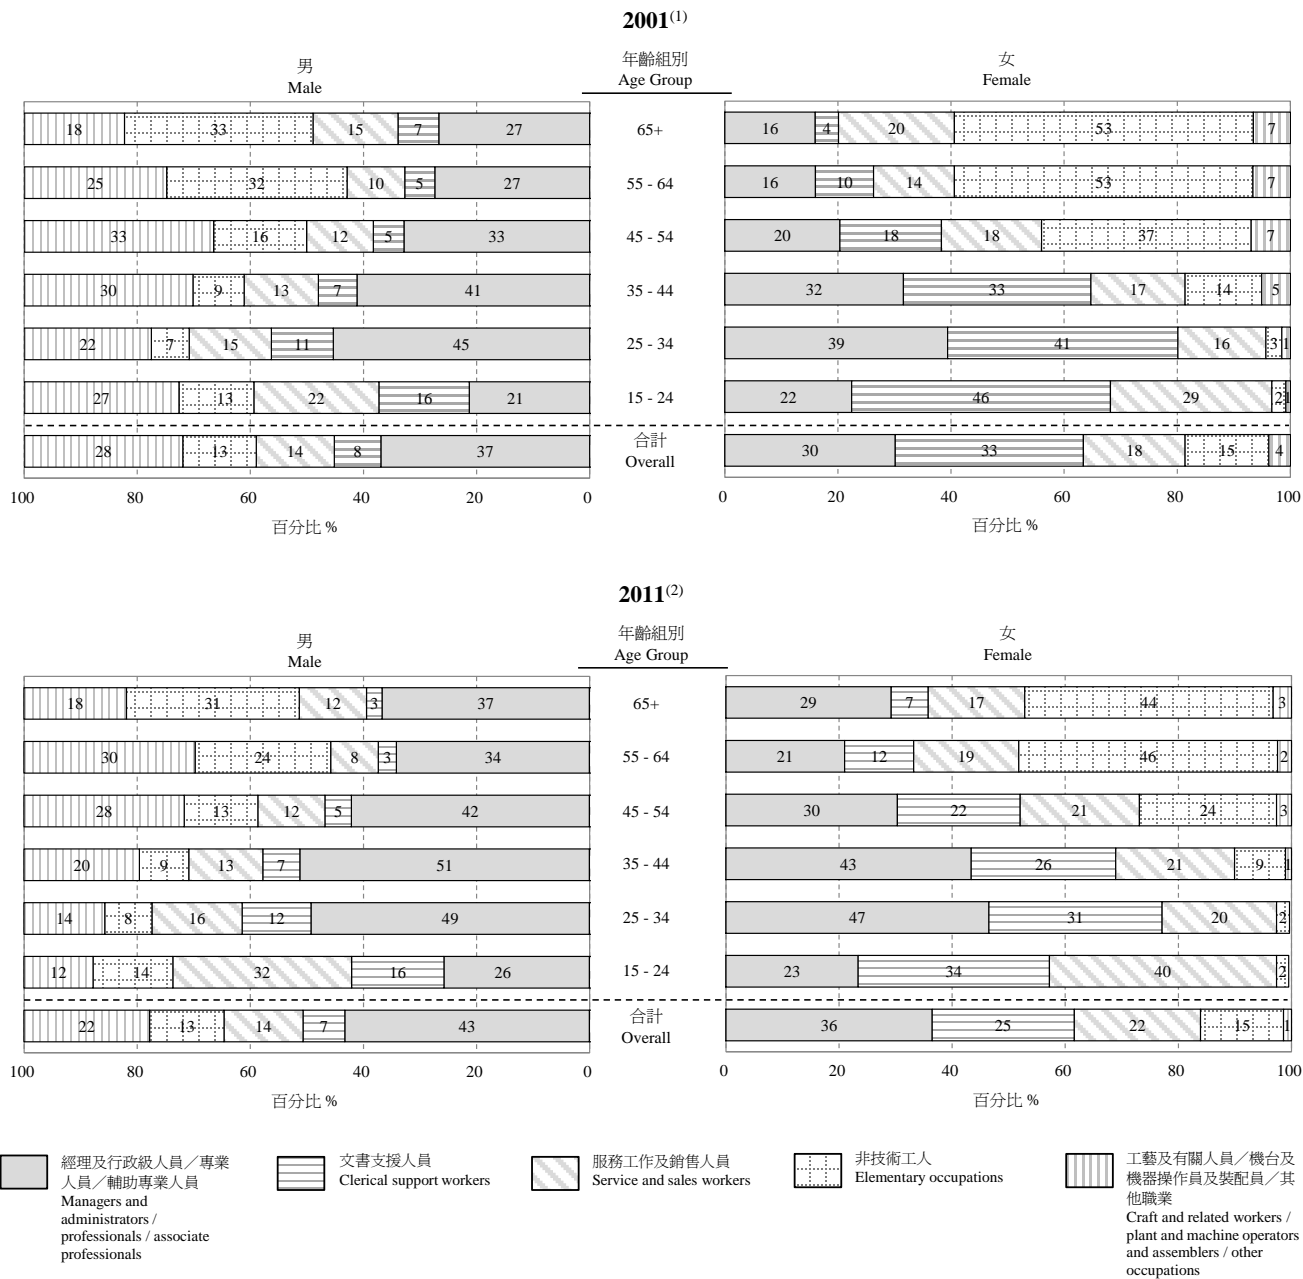 2001(1)
男
Male
年齡組別
Age Group
女
Female
18 33 15 7 27 65+ 16 4 20 53 7
25 32 10 5 27 55 - 64 16 10 14 53 7
33 16 12 5 33 45 - 54 20 18 18 37 7
30 9 13 7 41 35 - 44 32 33 17 14 5
22 7 15 11 45 25 - 34 39 41 16 3 1
27 13 22 16 21 15 - 24 22 46 29 2 1
合計
28 13 14 8 37 Overall 30 33 18 15 4
100 80 60 40 20 0 0 20 40 60 80 100
百分比 % 百分比 %
2011(2)
男
Male
年齡組別
Age Group
女
Female
18 31 12 3 37 65+ 29 7 17 44 3
30 24 8 3 34 55 - 64 21 12 19 46 2
28 13 12 5 42 45 - 54 30 22 21 24 3
20 9 13 7 51 35 - 44 43 26 21 9 1
14 8 16 12 49 25 - 34 47 31 20 2
12 14 32 16 26 15 - 24 23 34 40 2
合計
22 13 14 7 43 Overall 36 25 22 15 1
100 80 60 40 20 0 0 20 40 60 80 100
百分比 % 百分比 %
經理及行政級人員／專業
人員／輔助專業人員
Managers and
administrators /
professionals / associate
professionals
文書支援人員
Clerical support workers
服務工作及銷售人員
Service and sales workers
非技術工人
Elementary occupations
工藝及有關人員／機台及
機器操作員及裝配員／其
他職業
Craft and related workers /
plant and machine operators
and assemblers / other
occupations